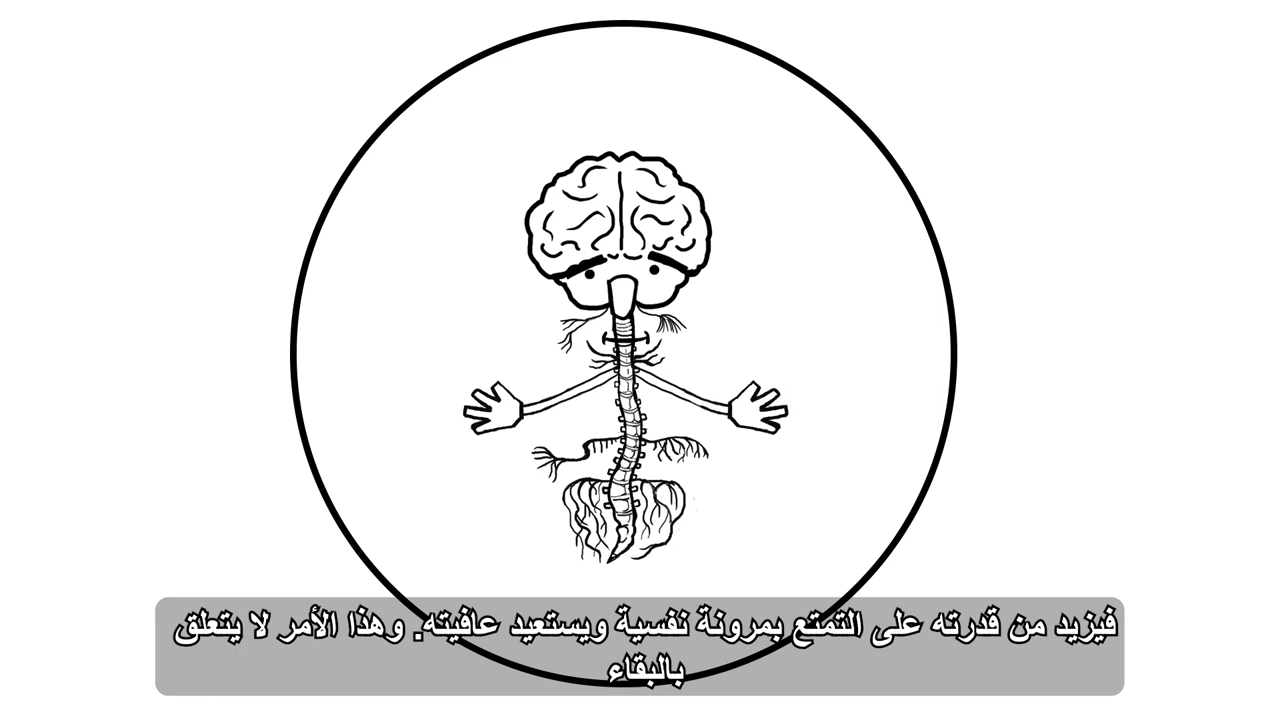 فيزيد من قدرته على التمتع بمرونة نفسية ويستعيد عافيته. وهذا الأمر لا يتعلق
بالبقاء